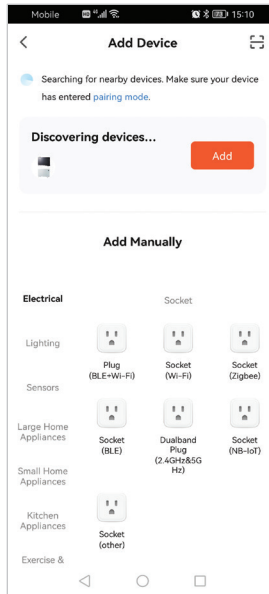 Mobile HD 4G 15:10
Add Device
Searching for nearby devices. Make sure your device
has entered pairing mode.
Discovering devices...
Add
Add Manually
Electrical
Socket
Lighting
Sensors
Large Home
Appliances
Small Home
Appliances
Kitchen
Appliances
Exercise &
Plug
(BLE+Wi-Fi)
Socket
(Wi-Fi)
Socket
(Zigbee)
Socket
(BLE)
Dualband
Plug
(2.4GHz&5G
Hz)
Socket
(NB-IoT)
Socket
(other)